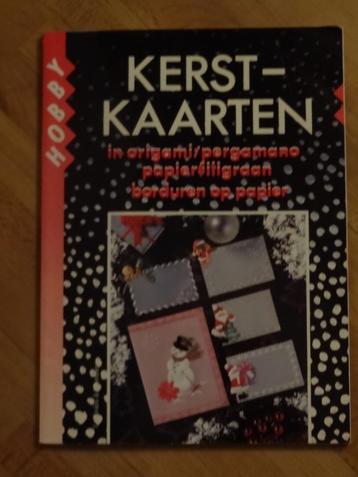 HOBBY
KERST-
KAARTEN
in origami/pergamano
papierfiligraan
borduren op papier